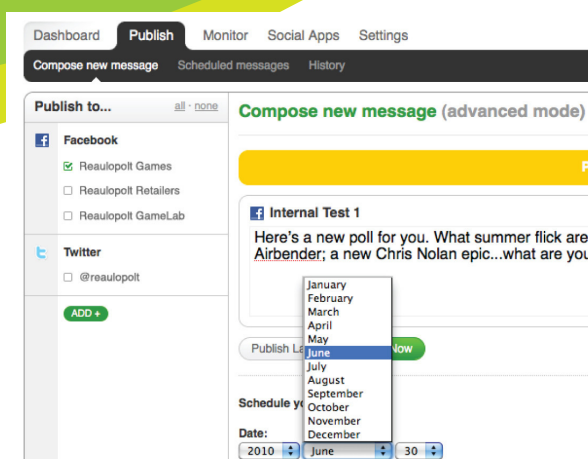 Dashboard Publish Monitor Social Apps Settings
Compose new message Scheduled messages History
Publish to... all · none
Facebook
Reaulopolt Games
Reaulopolt Retailers
Reaulopolt GameLab
Twitter
@reaulopolt
ADD +
Compose new message (advanced mode)
Internal Test 1
Here's a new poll for you. What summer flick are
Airbender; a new Chris Nolan epic...what are you
January
February
March
April
May
June
July
August
September
October
November
December
Publish Now
Schedule
Date:
2010 June 30